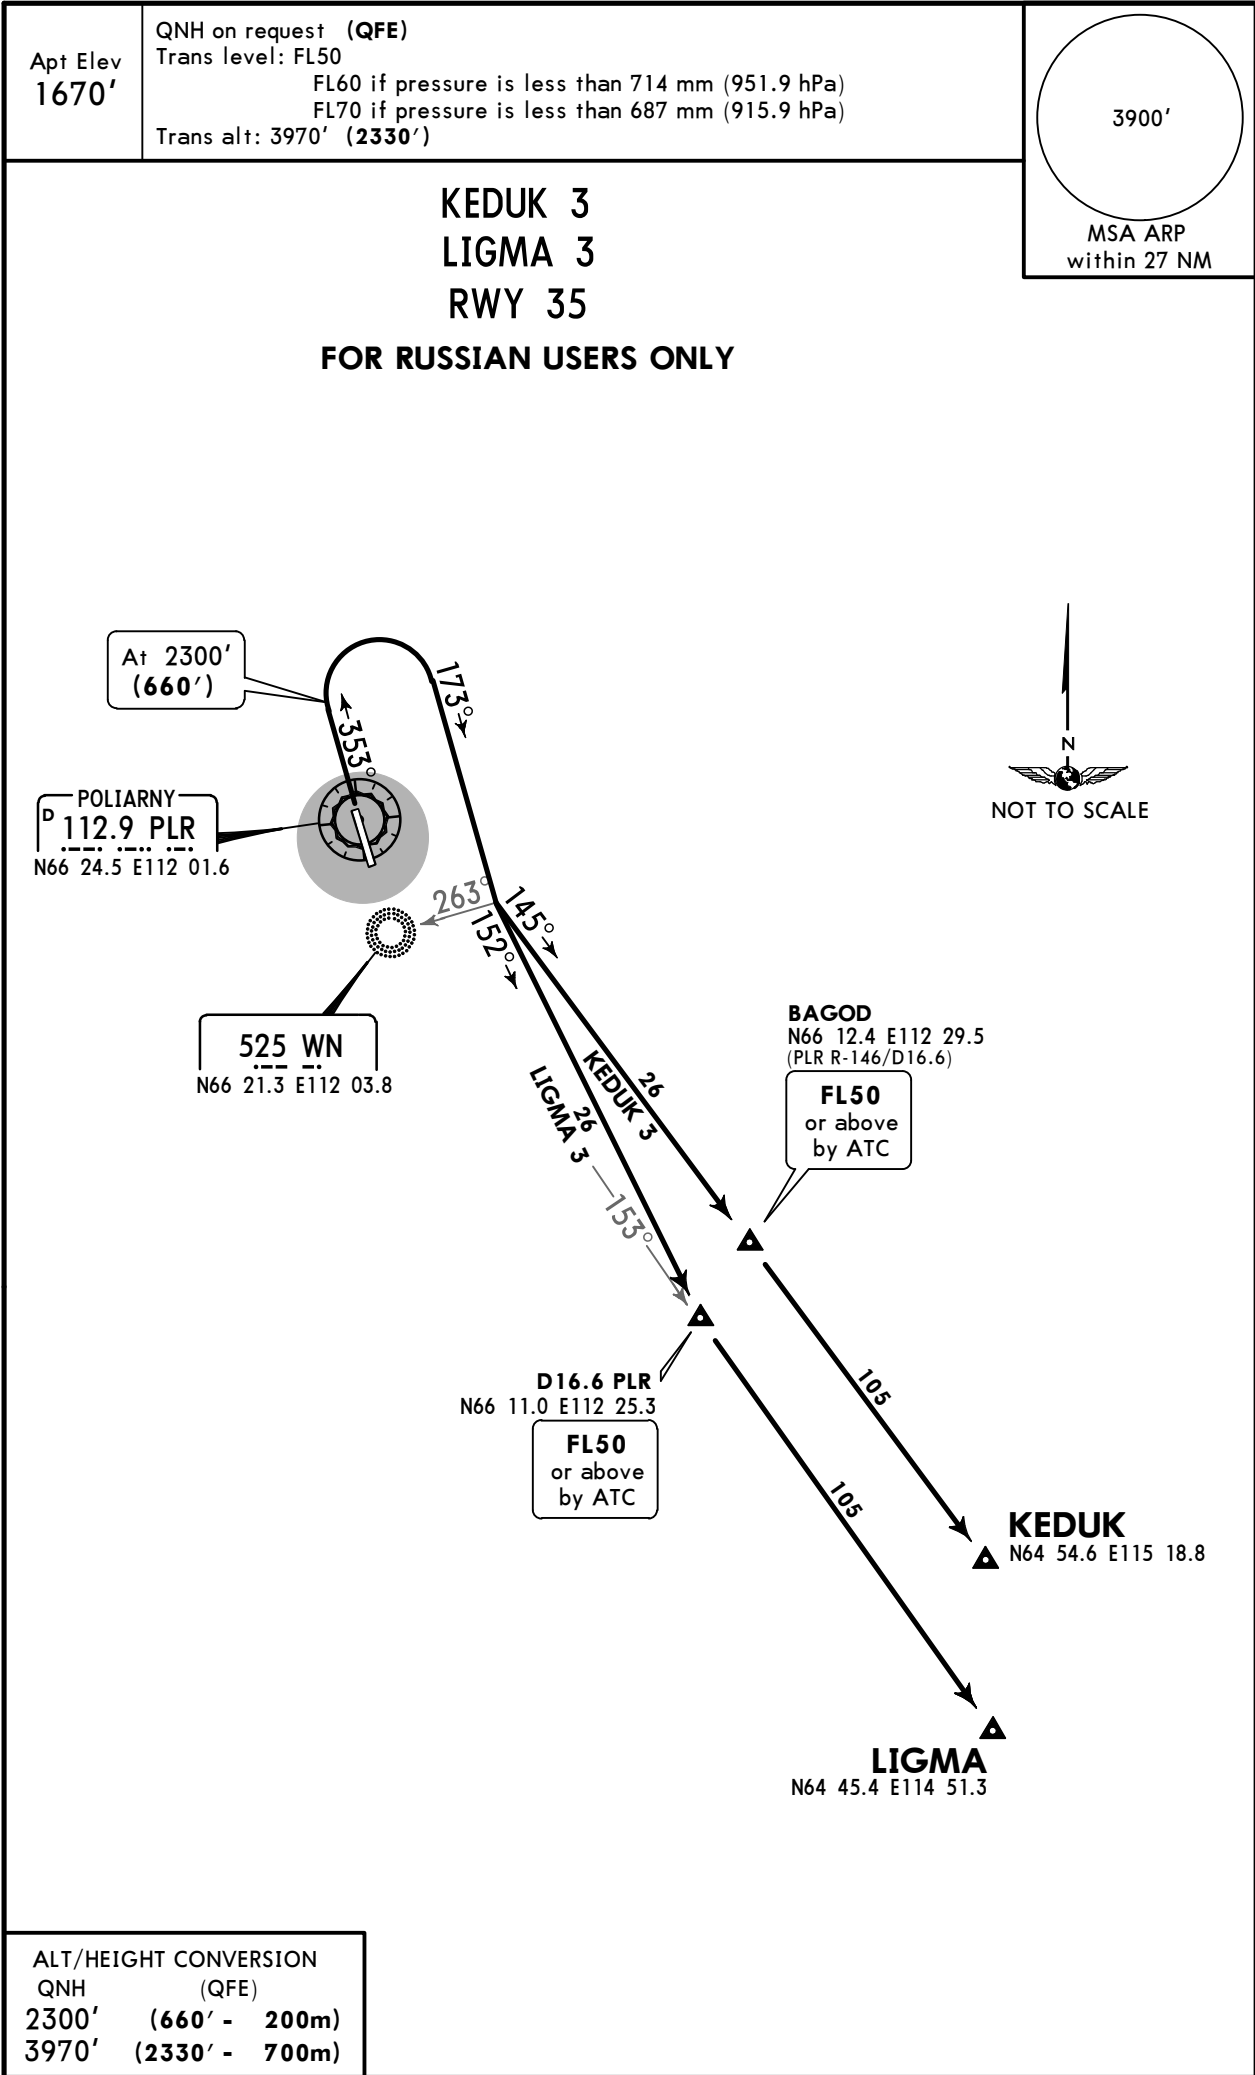 Apt Elev
1670'
QNH on request (QFE)
Trans level: FL50
FL60 if pressure is less than 714 mm (951.9 hPa)
FL70 if pressure is less than 687 mm (915.9 hPa)
Trans alt: 3970' (2330')
3900'
MSA ARP
within 27 NM
KEDUK 3
LIGMA 3
RWY 35
FOR RUSSIAN USERS ONLY
At 2300'
(660')
353°
173°
N
NOT TO SCALE
POLIARNY
D 112.9 PLR
N66 24.5 E112 01.6
263°
145°
152°
525 WN
N66 21.3 E112 03.8
BAGOD
N66 12.4 E112 29.5
(PLR R-146/D16.6)
FL50
or above
by ATC
26
KEDUK 3
26
LIGMA 3
153°
D16.6 PLR
N66 11.0 E112 25.3
FL50
or above
by ATC
105
105
KEDUK
N64 54.6 E115 18.8
LIGMA
N64 45.4 E114 51.3
ALT/HEIGHT CONVERSION
QNH (QFE)
2300' (660' - 200m)
3970' (2330' - 700m)